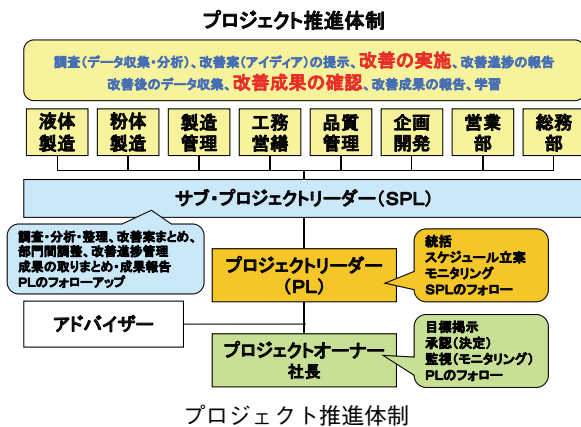 プロジェクト推進体制
調査(データ収集・分析)、改善案(アイディア)の提示、改善の実施、改善進捗の報告
改善後のデータ収集、改善成果の確認、改善成果の報告、学習
液体
製造
粉体
製造
製造
管理
工務
営繕
品質
管理
企画
開発
営業
部
総務
部
サブ・プロジェクトリーダー(SPL)
調査・分析・整理、改善案まとめ、
部門間調整、改善進捗管理
成果の取りまとめ・成果報告
PLのフォローアップ
プロジェクトリーダー
(PL)
統括
スケジュール立案
モニタリング
SPLのフォロー
アドバイザー
プロジェクトオーナー
社長
目標掲示
承認(決定)
監視(モニタリング)
PLのフォロー
プロジェクト推進体制